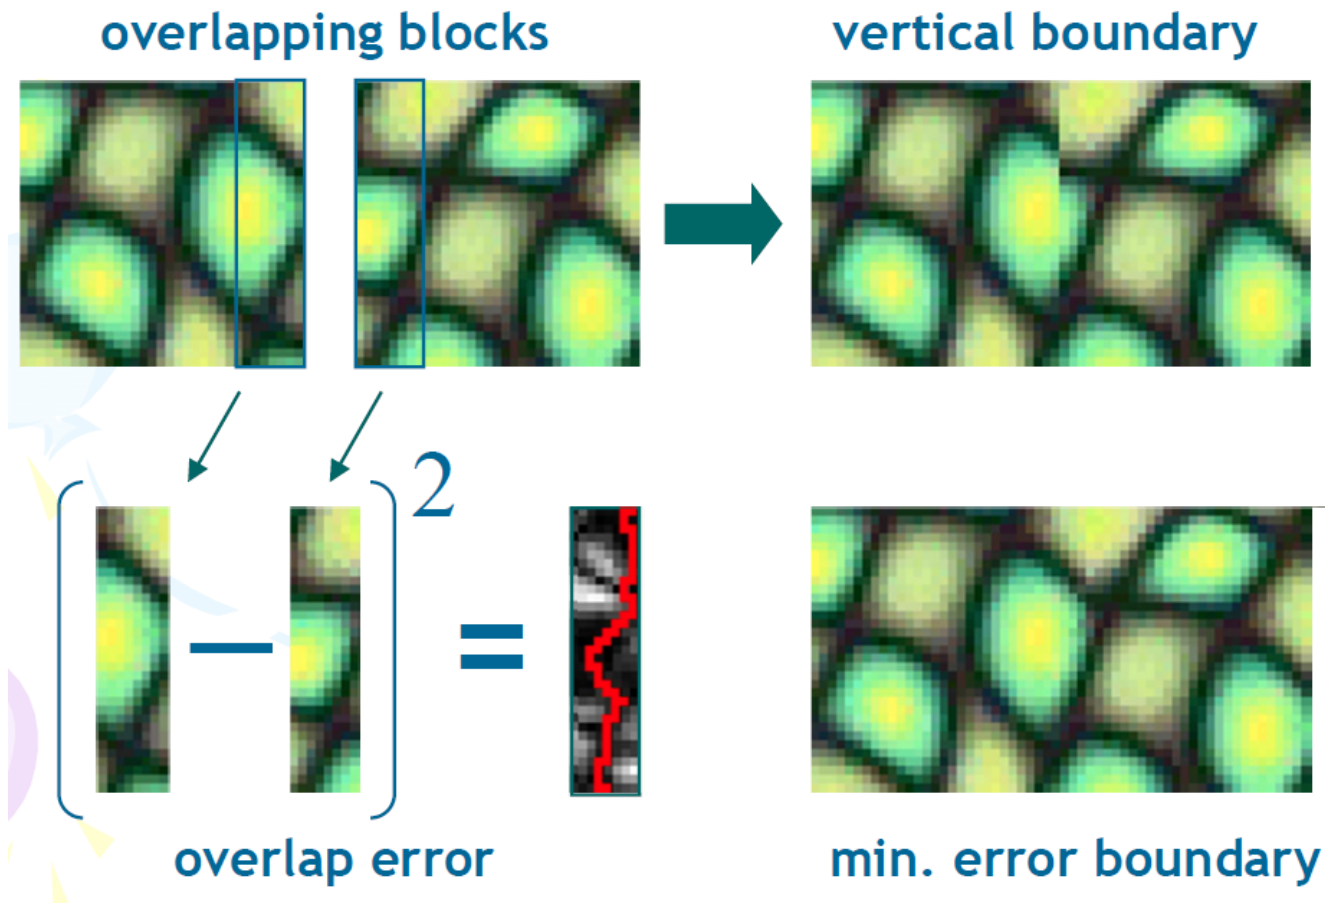 overlapping blocks
vertical boundary
2
overlap error
min. error boundary